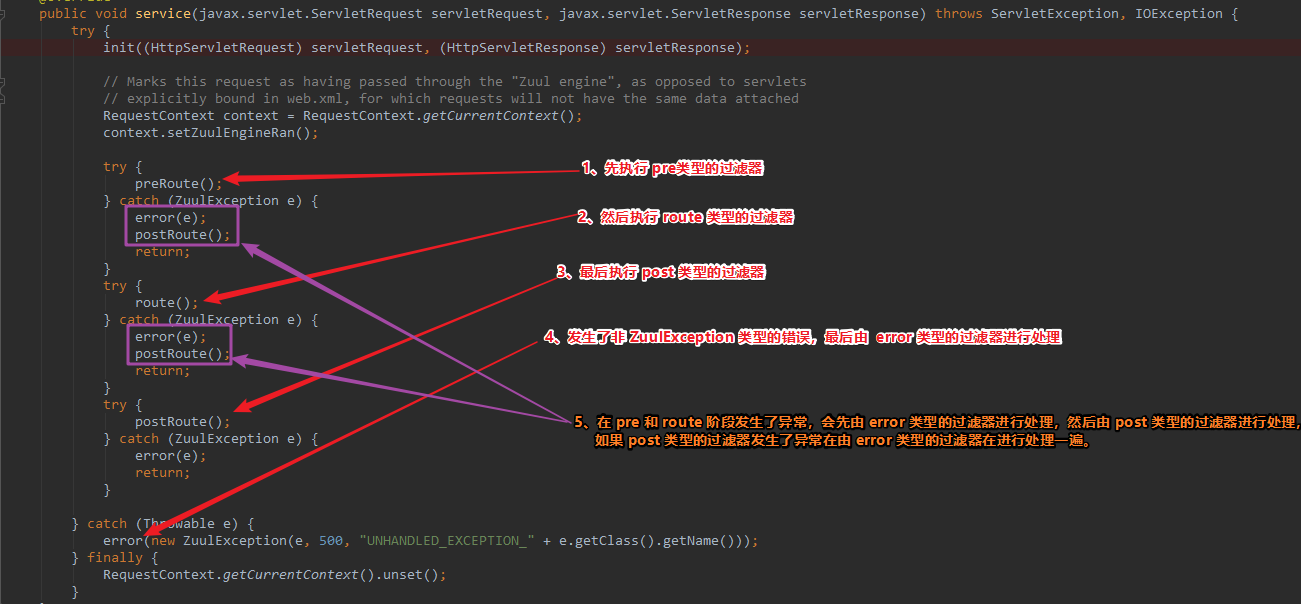 public void service(javax.servlet.ServletRequest servletRequest, javax.servlet.ServletResponse servletResponse) throws ServletException, IOException {
try {
init((HttpServletRequest) servletRequest, (HttpServletResponse) servletResponse);
// Marks this request as having passed through the "Zuul engine", as opposed to servlets
// explicitly bound in web.xml, for which requests will not have the same data attached
RequestContext context = RequestContext.getCurrentContext();
context.setZuulEngineRan();
try {
1、先执行 pre类型的过滤器
preRoute();
} catch (ZuulException e) {
error(e);
2、然后执行 route 类型的过滤器
postRoute();
return;
}
3、最后执行 post 类型的过滤器
try {
route();
} catch (ZuulException e) {
error(e);
4、发生了非 ZuulException 类型的错误，最后由 error 类型的过滤器进行处理
postRoute();
return;
}
try {
postRoute();
5、在 pre 和 route 阶段发生了异常，会先由 error 类型的过滤器进行处理，然后由 post 类型的过滤器进行处理，
如果 post 类型的过滤器发生了异常在由 error 类型的过滤器在进行处理一遍。
} catch (ZuulException e) {
error(e);
return;
}
} catch (Throwable e) {
error(new ZuulException(e, 500, "UNHANDLED_EXCEPTION_" + e.getClass().getName()));
} finally {
RequestContext.getCurrentContext().unset();
}